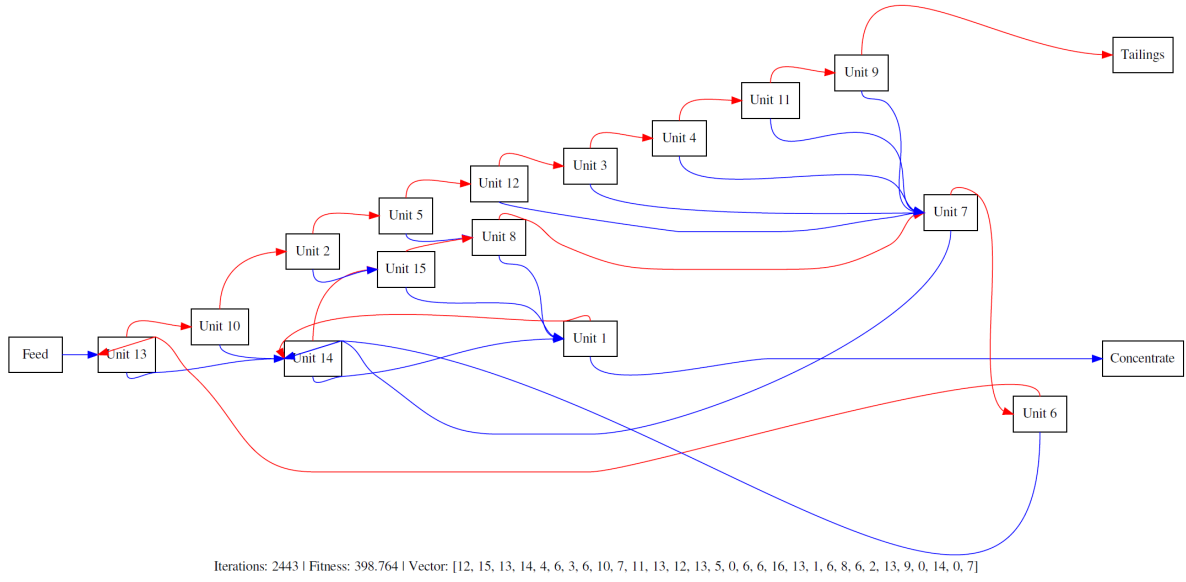 Tailings
Unit 9
Unit 11
Unit 4
Unit 3
Unit 12
Unit 5
Unit 7
Unit 8
Unit 2
Unit 15
Unit 10
Unit 1
Feed
Unit 13
Unit 14
Concentrate
Unit 6
Iterations: 2443 | Fitness: 398.764 | Vector: [12, 15, 13, 14, 4, 6, 3, 6, 10, 7, 11, 13, 12, 13, 5, 0, 6, 6, 16, 13, 1, 6, 8, 6, 2, 13, 9, 0, 14, 0, 7]